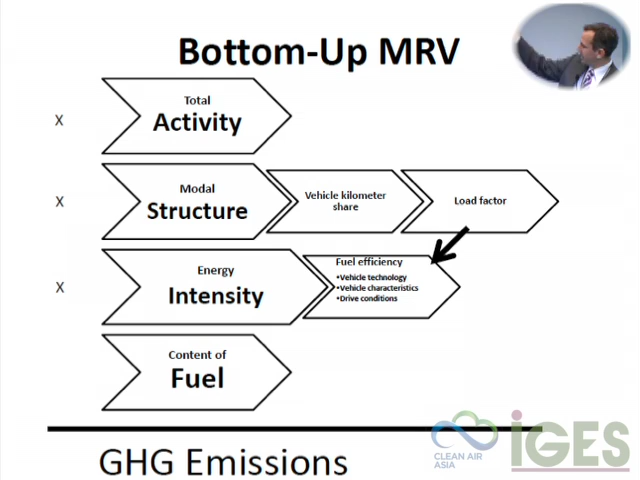 Bottom-Up MRV
X
Total
Activity
X
Modal
Structure
Vehicle kilometer
share
Load factor
X
Energy
Intensity
Fuel efficiency
•Vehicle technology
•Vehicle characteristics
•Drive conditions
Content of
Fuel
GHG Emissions
CLEAN AIR
ASIA
iGES